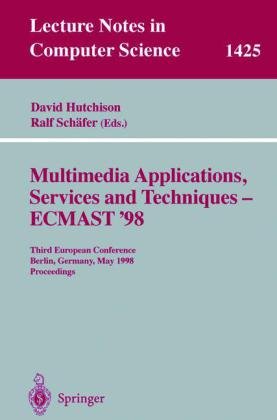 Lecture Notes in
Computer Science 1425
David Hutchison
Ralf Schäfer (Eds.)
Multimedia Applications,
Services and Techniques –
ECMAST '98
Third European Conference
Berlin, Germany, May 1998
Proceedings
Springer